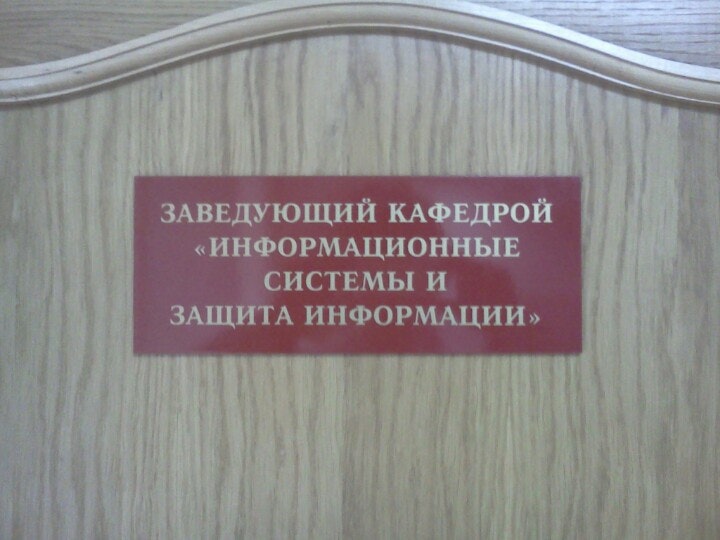 ЗАВЕДУЮЩИЙ КАФЕДРОЙ
«ИНФОРМАЦИОННЫЕ
СИСТЕМЫ И
ЗАЩИТА ИНФОРМАЦИИ»